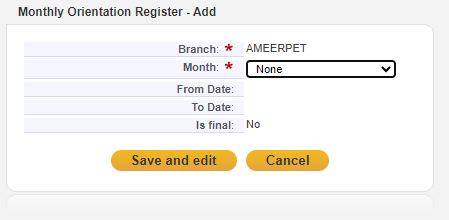 Monthly Orientation Register - Add
Branch: * AMEERPET
Month: * None
From Date:
To Date:
Is final: No
Save and edit Cancel